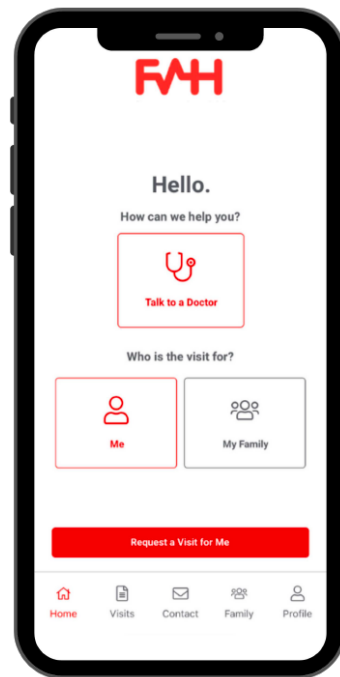 FAH
Hello.
How can we help you?
Talk to a Doctor
Who is the visit for?
Me
My Family
Request a Visit for Me
Home
Visits
Contact
Family
Profile